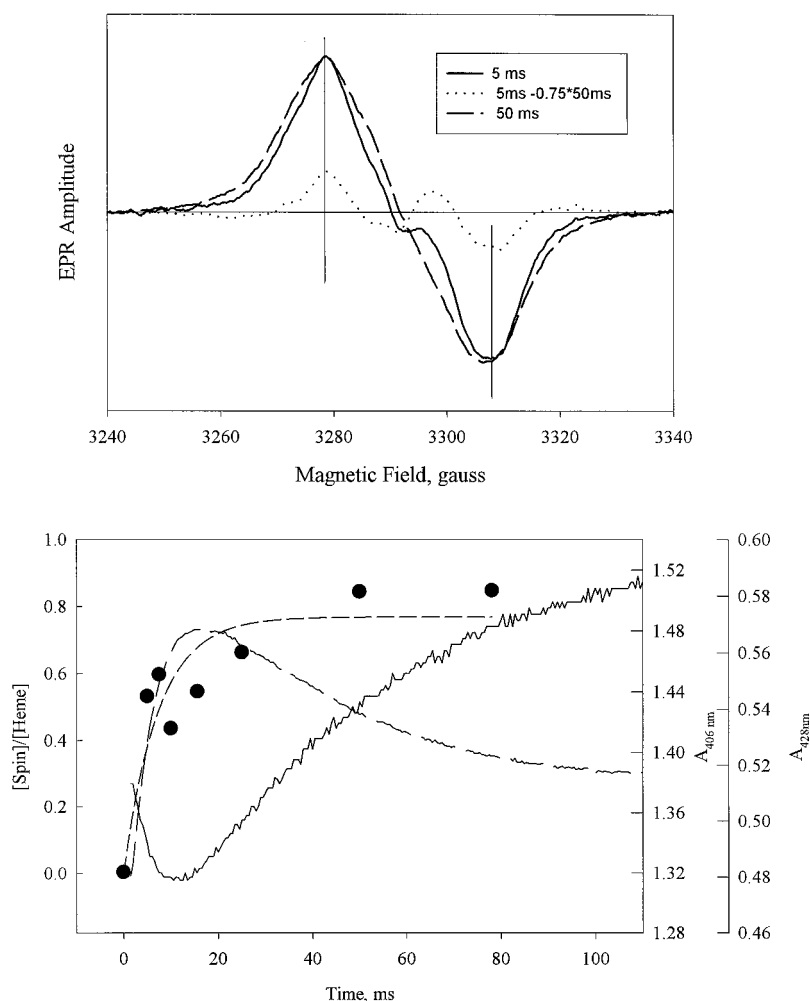 5 ms
5ms -0.75*50ms
50 ms
EPR Amplitude
3240 3260 3280 3300 3320 3340
Magnetic Field, gauss
1.0
0.8
0.6
0.4
0.2
0.0
[Spin]/[Heme]
1.52
1.48
1.44
1.40
1.36
1.32
1.28
A406 nm
0.60
0.58
0.56
0.54
0.52
0.50
0.48
0.46
A428nm
0 20 40 60 80 100
Time, ms